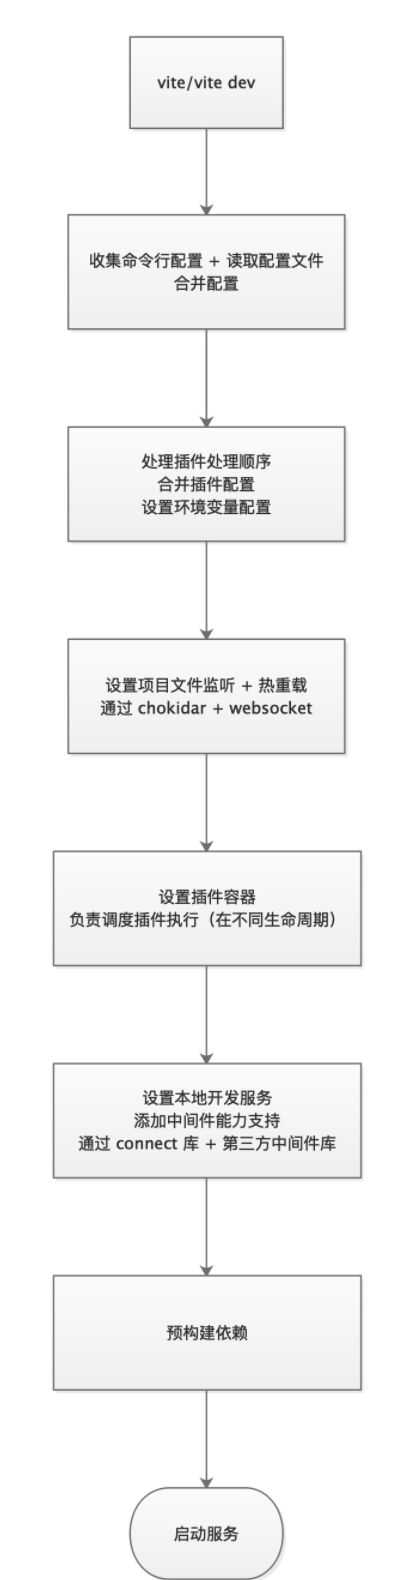 vite/vite dev
收集命令行配置 + 读取配置文件
合并配置
处理插件处理顺序
合并插件配置
设置环境变量配置
设置项目文件监听 + 热重载
通过 chokidar + websocket
设置插件容器
负责调度插件执行（在不同生命周期）
设置本地开发服务
添加中间件能力支持
通过 connect 库 + 第三方中间件库
预构建依赖
启动服务